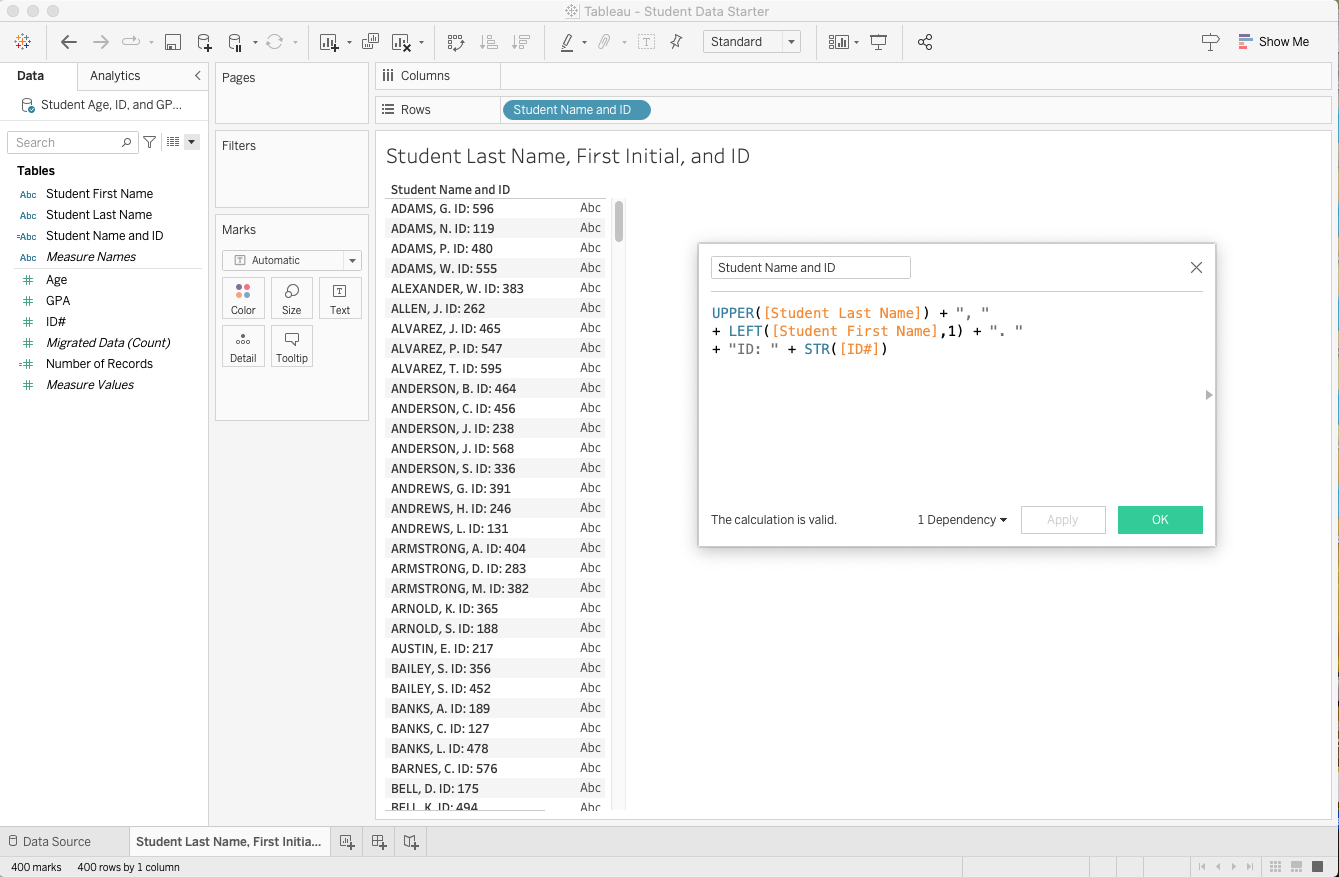 Tableau - Student Data Starter
Standard
Show Me
Data
Analytics
Student Age, ID, and GP...
Search
Tables
Abc Student First Name
Abc Student Last Name
=Abc Student Name and ID
Abc Measure Names
# Age
# GPA
# ID#
# Migrated Data (Count)
=# Number of Records
# Measure Values
Pages
Filters
Marks
T Automatic
Color
Size
T
Text
Detail
Tooltip
Columns
Rows
Student Name and ID
Student Last Name, First Initial, and ID
Student Name and ID
ADAMS, G. ID: 596 Abc
ADAMS, N. ID: 119 Abc
ADAMS, P. ID: 480 Abc
ADAMS, W. ID: 555 Abc
ALEXANDER, W. ID: 383 Abc
ALLEN, J. ID: 262 Abc
ALVAREZ, J. ID: 465 Abc
ALVAREZ, P. ID: 547 Abc
ALVAREZ, T. ID: 595 Abc
ANDERSON, B. ID: 464 Abc
ANDERSON, C. ID: 456 Abc
ANDERSON, J. ID: 238 Abc
ANDERSON, J. ID: 568 Abc
ANDERSON, S. ID: 336 Abc
ANDREWS, G. ID: 391 Abc
ANDREWS, H. ID: 246 Abc
ANDREWS, L. ID: 131 Abc
ARMSTRONG, A. ID: 404 Abc
ARMSTRONG, D. ID: 283 Abc
ARMSTRONG, M. ID: 382 Abc
ARNOLD, K. ID: 365 Abc
ARNOLD, S. ID: 188 Abc
AUSTIN, E. ID: 217 Abc
BAILEY, S. ID: 356 Abc
BAILEY, S. ID: 452 Abc
BANKS, A. ID: 189 Abc
BANKS, C. ID: 127 Abc
BANKS, L. ID: 478 Abc
BARNES, C. ID: 576 Abc
BELL, D. ID: 175 Abc
BELL, K. ID: 494 Abc
Student Name and ID
UPPER([Student Last Name]) + ", "
+ LEFT([Student First Name],1) + ". "
+ "ID: " + STR([ID#])
The calculation is valid.
1 Dependency
Apply
OK
Data Source
Student Last Name, First Initia...
400 marks
400 rows by 1 column